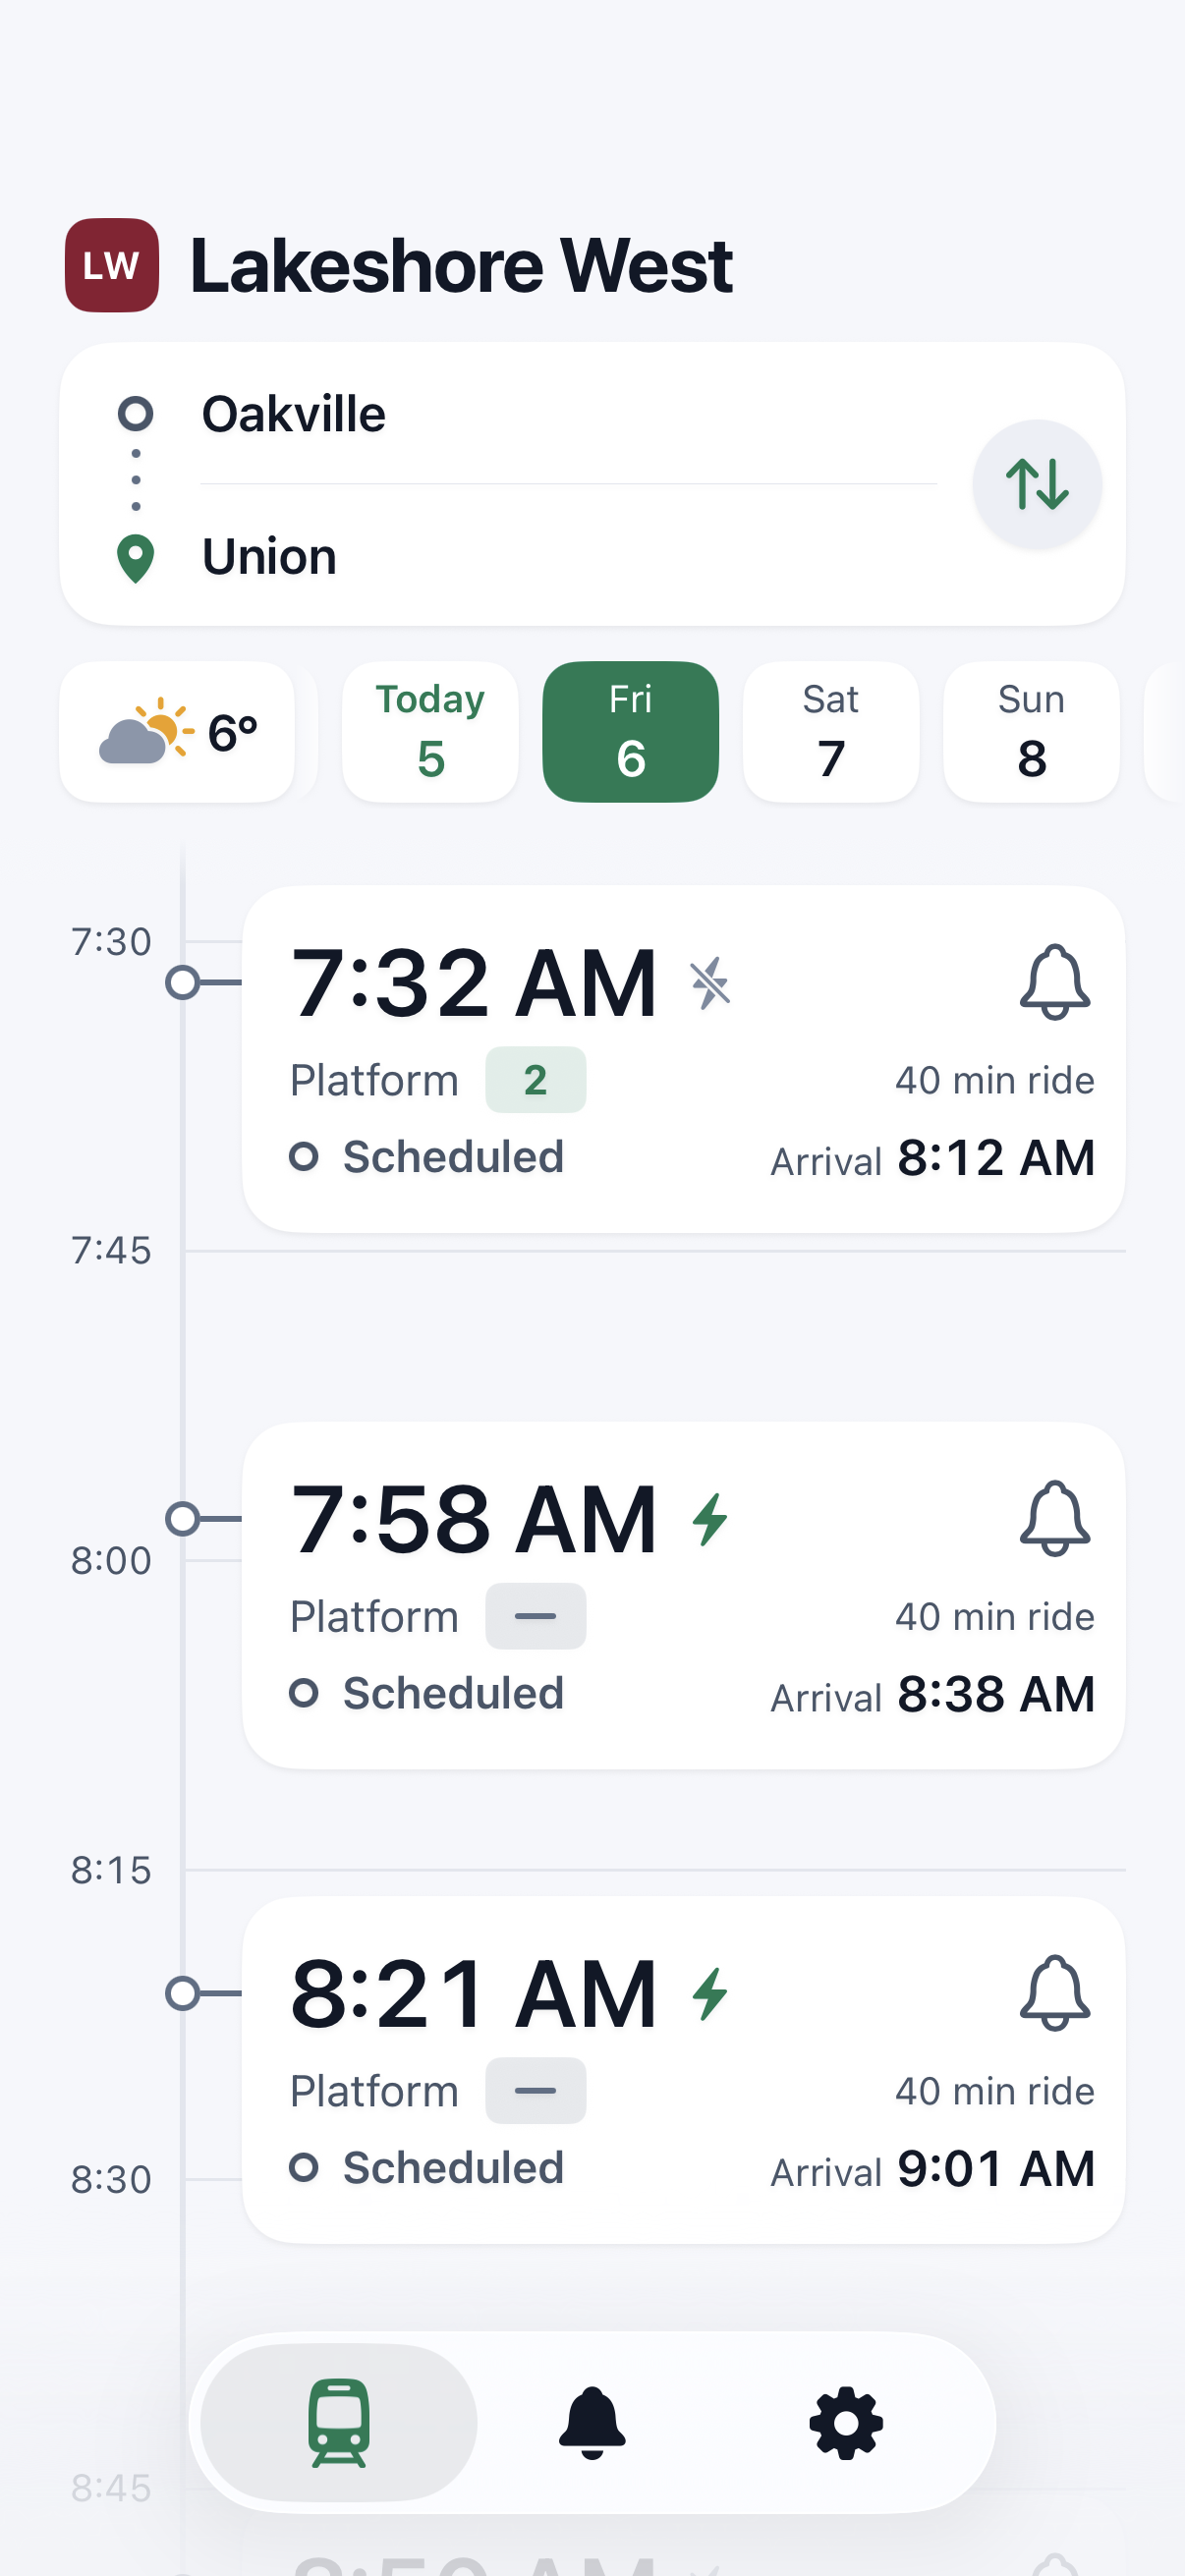 LW Lakeshore West
Oakville
Union
6°
Today
5
Fri
6
Sat
7
Sun
8
7:30
7:32 AM
Platform 2
40 min ride
Scheduled
Arrival 8:12 AM
7:45
7:58 AM
8:00
Platform —
40 min ride
Scheduled
Arrival 8:38 AM
8:15
8:21 AM
Platform —
40 min ride
Scheduled
Arrival 9:01 AM
8:30
8:45